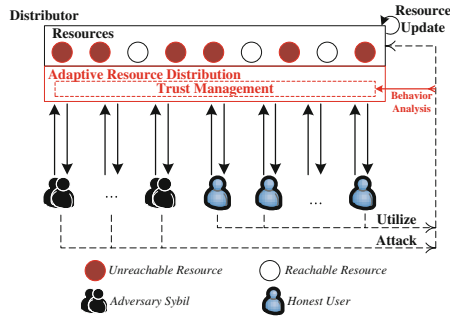 Distributor
Resource
Update
Resources
Adaptive Resource Distribution
Trust Management
Behavior
Analysis
...
...
Utilize
Attack
Unreachable Resource
Reachable Resource
Adversary Sybil
Honest User